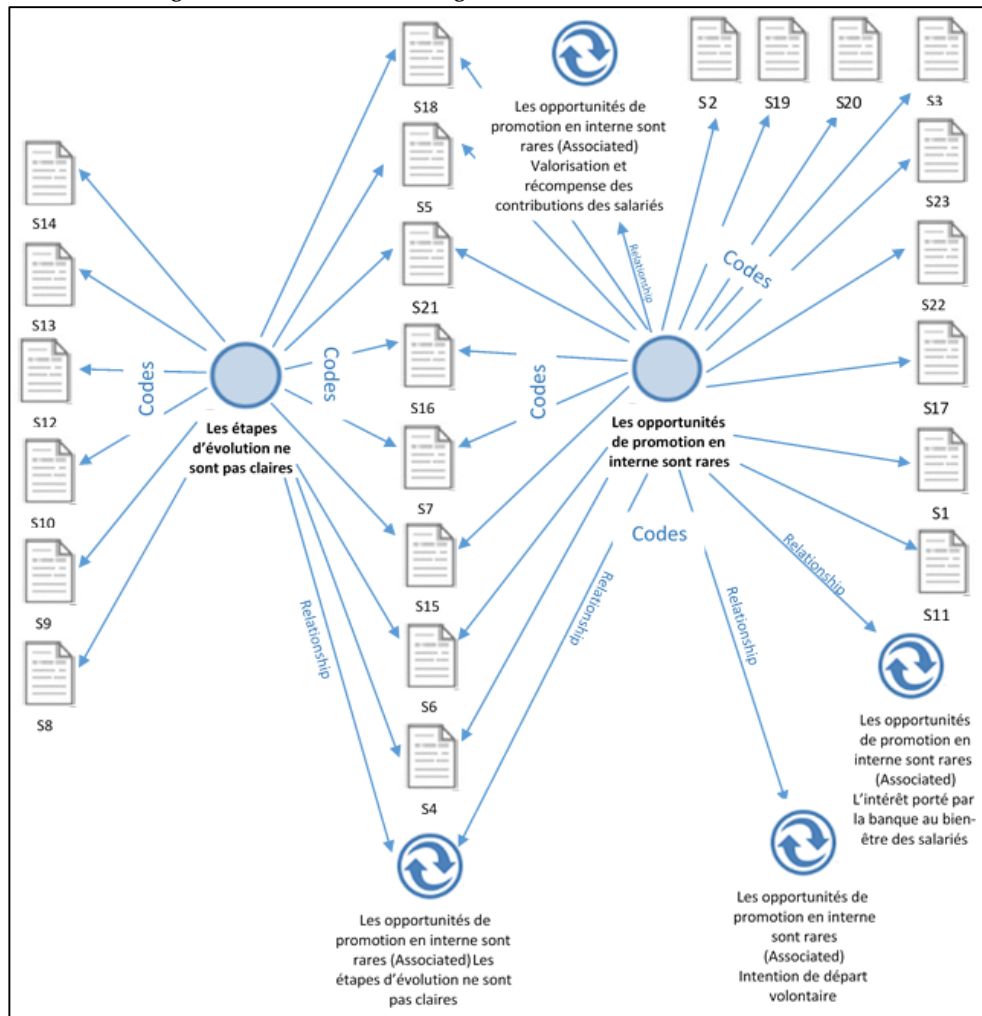 S18
Les opportunités de
promotion en interne sont
rares (Associated)
Valorisation et
récompense des
contributions des salariés
S2
S19
S20
S3
S14
S5
S23
Relationship
Codes
S13
S21
S22
Codes
Codes
Codes
S12
S16
S17
Les étapes
d'évolution ne
sont pas claires
Les opportunités
de promotion en
interne sont rares
S10
S7
S1
Codes
Relationship
S9
S15
S11
Relationship
Relationship
Relationship
S8
S6
Les opportunités
de promotion en
interne sont rares
(Associated)
L'intérêt porté par
la banque au bien-
être des salariés
S4
Les opportunités de
promotion en interne sont
rares (Associated)Les
étapes d'évolution ne sont
pas claires
Les opportunités de
promotion en interne
sont rares
(Associated)
Intention de départ
volontaire